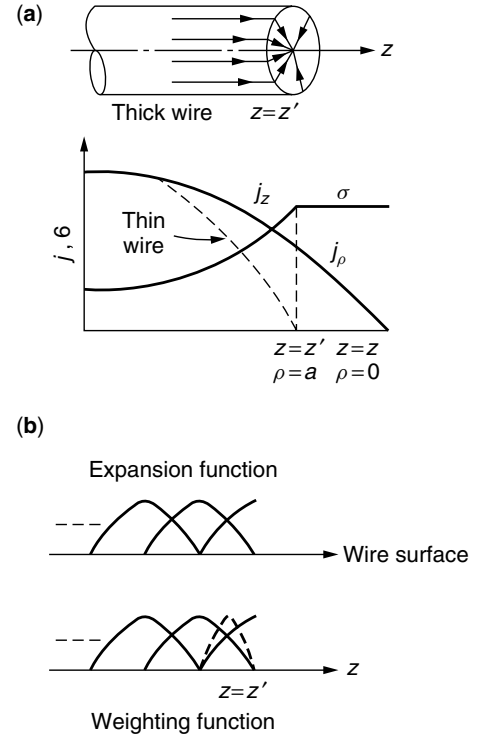 (a)
z
Thick wire z=z′
j_z σ
Thin
wire
j, 6
j_ρ
z=z′ z=z
ρ=a ρ=0
(b)
Expansion function
Wire surface
z
z=z′
Weighting function